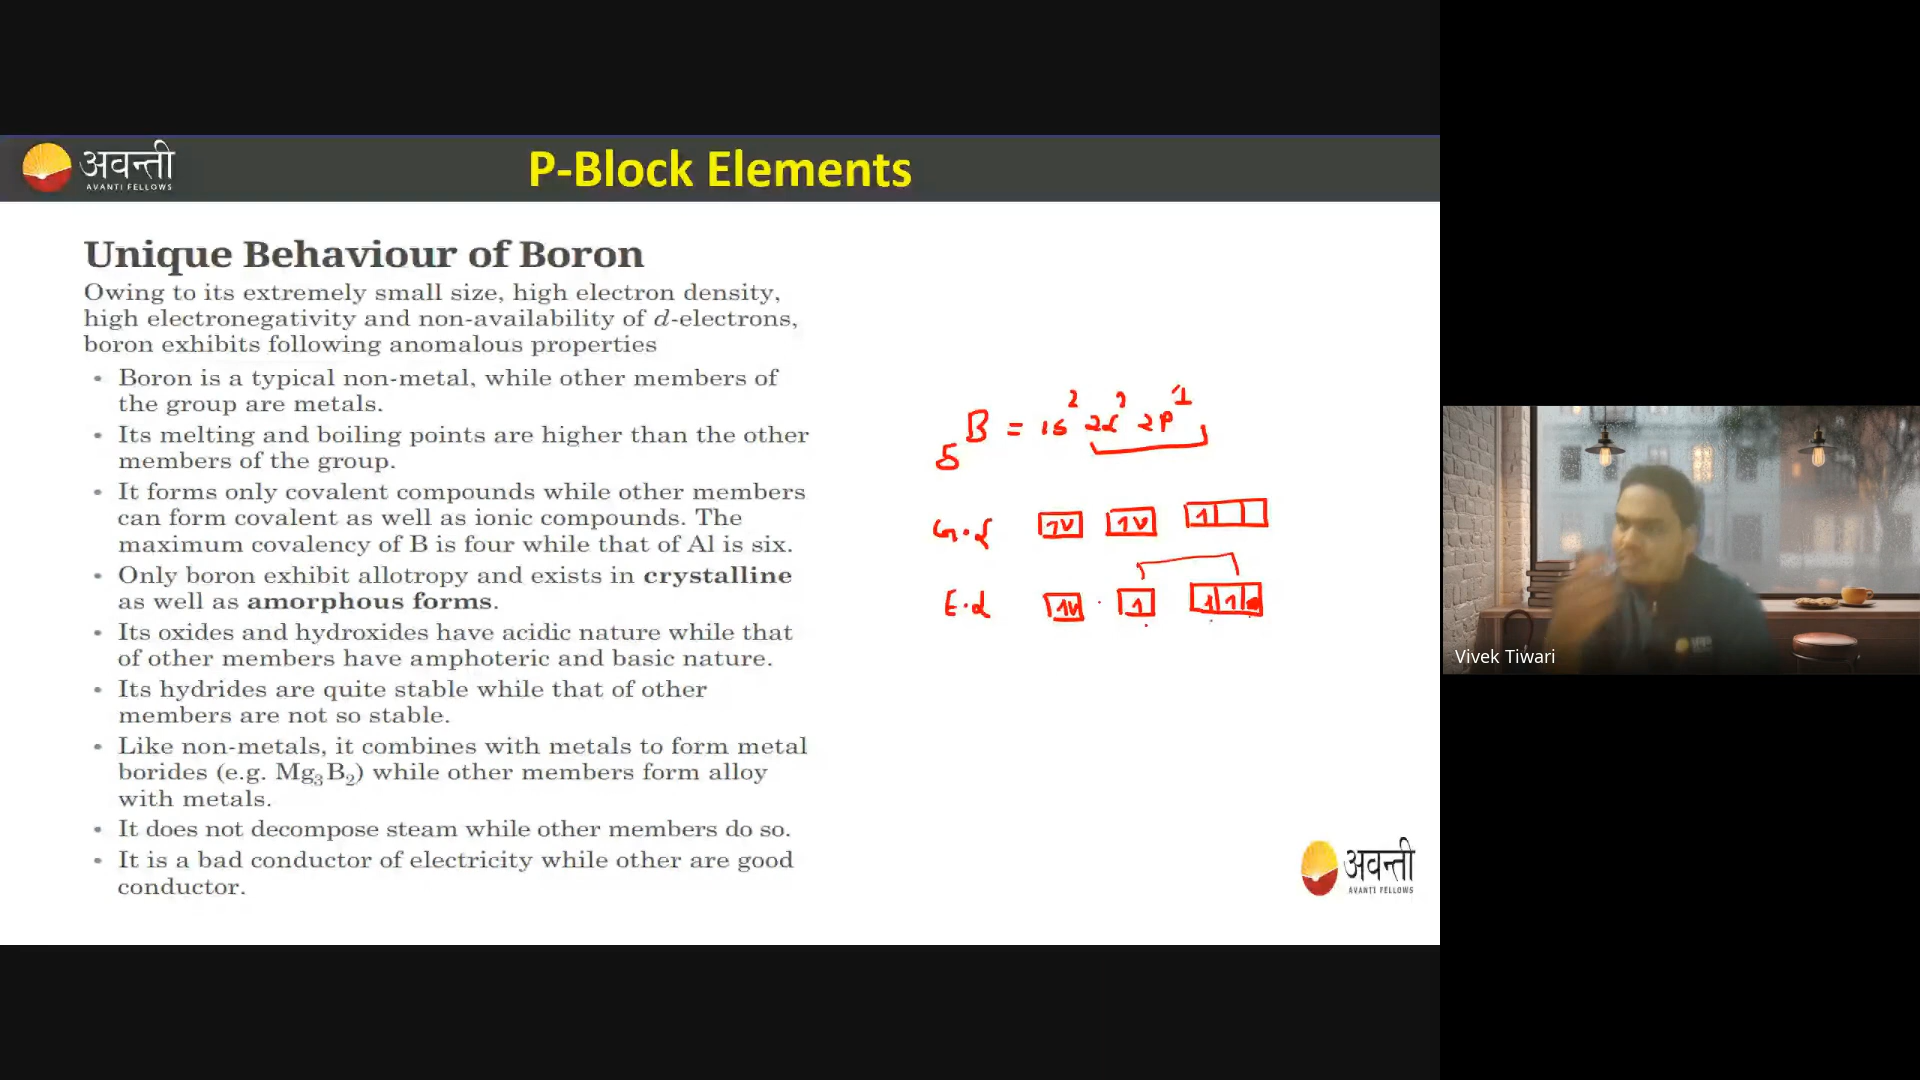 अवन्ती
AVANTI FELLOWS
P-Block Elements
Unique Behaviour of Boron
Owing to its extremely small size, high electron density,
high electronegativity and non-availability of d-electrons,
boron exhibits following anomalous properties
• Boron is a typical non-metal, while other members of
the group are metals.
• Its melting and boiling points are higher than the other
members of the group.
• It forms only covalent compounds while other members
can form covalent as well as ionic compounds. The
maximum covalency of B is four while that of Al is six.
• Only boron exhibit allotropy and exists in crystalline
as well as amorphous forms.
• Its oxides and hydroxides have acidic nature while that
of other members have amphoteric and basic nature.
• Its hydrides are quite stable while that of other
members are not so stable.
• Like non-metals, it combines with metals to form metal
borides (e.g. Mg₃B₂) while other members form alloy
with metals.
• It does not decompose steam while other members do so.
• It is a bad conductor of electricity while other are good
conductor.
₅B = 1s² 2s² 2p¹
G.S
E.S
अवन्ती
AVANTI FELLOWS
Vivek Tiwari